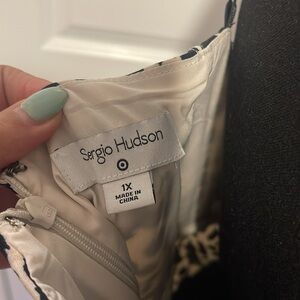 Sergio Hudson
1X
MADE IN
CHINA